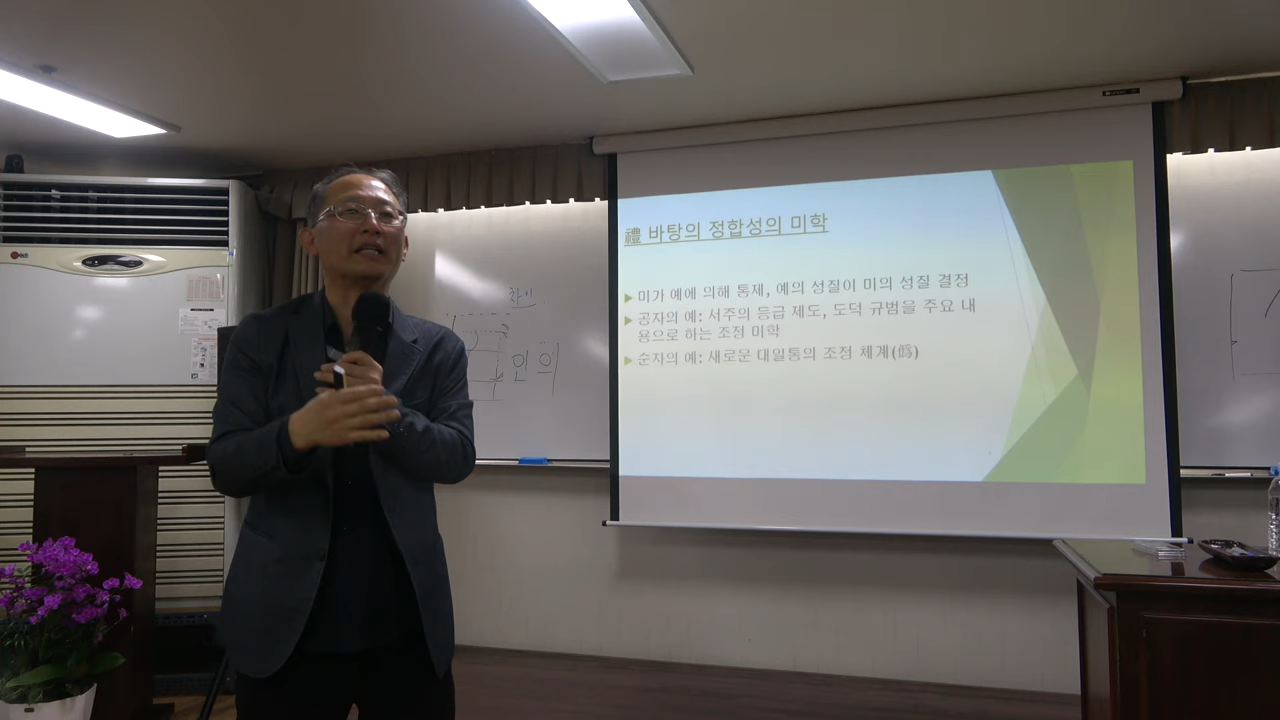 禮 바탕의 정합성의 미학
미가 예에 의해 통제, 예의 성질이 미의 성질 결정
공자의 예: 서주의 등급 제도, 도덕 규범을 주요 내
용으로 하는 조정 미학
순자의 예: 새로운 대일통의 조정 체계(僞)
인 의